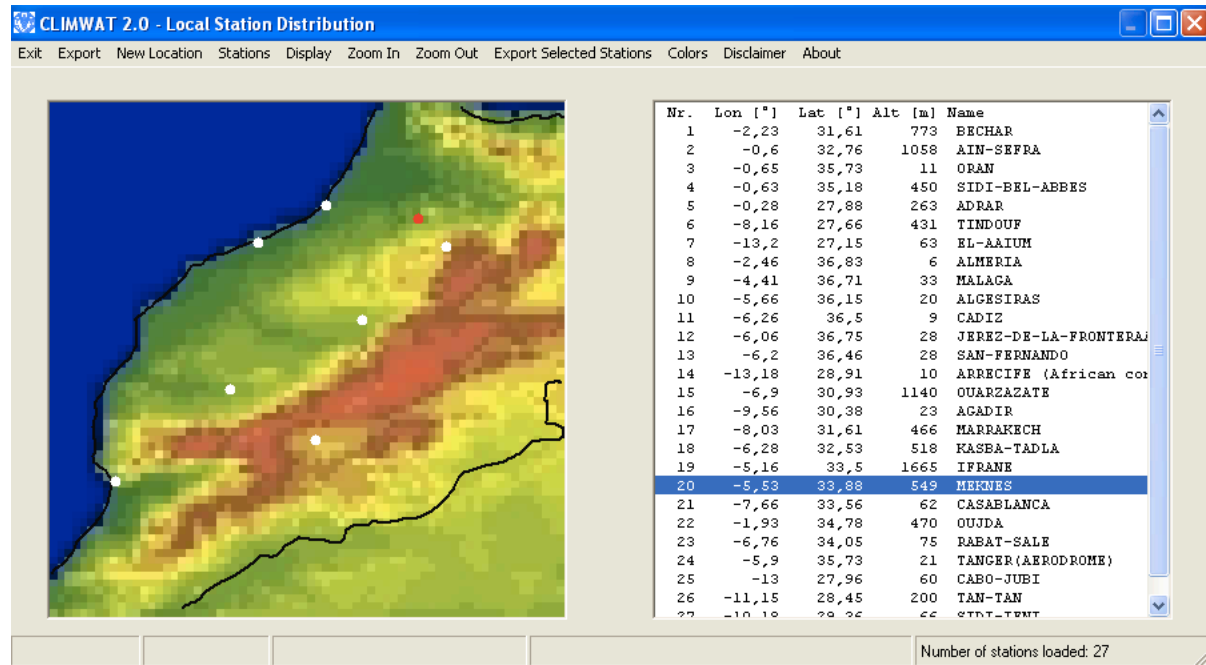 CLIMWAT 2.0 - Local Station Distribution
Exit Export New Location Stations Display Zoom In Zoom Out Export Selected Stations Colors Disclaimer About
Nr. Lon [°] Lat [°] Alt [m] Name
1 -2,23 31,61 773 BECHAR
2 -0,6 32,76 1058 AIN-SEFRA
3 -0,65 35,73 11 ORAN
4 -0,63 35,18 450 SIDI-BEL-ABBES
5 -0,28 27,88 263 ADRAR
6 -8,16 27,66 431 TINDOUF
7 -13,2 27,15 63 EL-AAIUM
8 -2,46 36,83 6 ALMERIA
9 -4,41 36,71 33 MALAGA
10 -5,66 36,15 20 ALGESIRAS
11 -6,26 36,5 9 CADIZ
12 -6,06 36,75 28 JEREZ-DE-LA-FRONTERA
13 -6,2 36,46 28 SAN-FERNANDO
14 -13,18 28,91 10 ARRECIFE (African cor
15 -6,9 30,93 1140 OUARZAZATE
16 -9,56 30,38 23 AGADIR
17 -8,03 31,61 466 MARRAKECH
18 -6,28 32,53 518 KASBA-TADLA
19 -5,16 33,5 1665 IFRANE
20 -5,53 33,88 549 MEKNES
21 -7,66 33,56 62 CASABLANCA
22 -1,93 34,78 470 OUJDA
23 -6,76 34,05 75 RABAT-SALE
24 -5,9 35,73 21 TANGER(AERODROME)
25 -13 27,96 60 CABO-JUBI
26 -11,15 28,45 200 TAN-TAN
27 -10,18 29,36 66 SIDI-IFNI
Number of stations loaded: 27